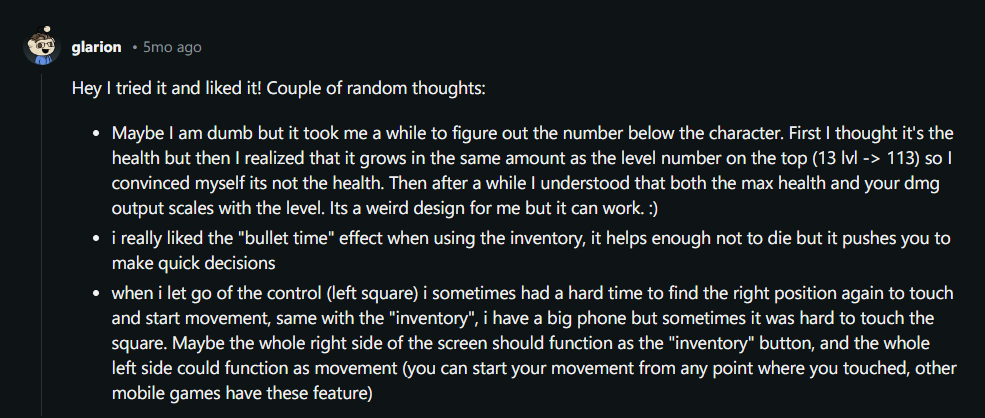 glarion • 5mo ago
Hey I tried it and liked it! Couple of random thoughts:
• Maybe I am dumb but it took me a while to figure out the number below the character. First I thought it's the
health but then I realized that it grows in the same amount as the level number on the top (13 lvl -> 113) so I
convinced myself its not the health. Then after a while I understood that both the max health and your dmg
output scales with the level. Its a weird design for me but it can work. :)
• i really liked the "bullet time" effect when using the inventory, it helps enough not to die but it pushes you to
make quick decisions
• when i let go of the control (left square) i sometimes had a hard time to find the right position again to touch
and start movement, same with the "inventory", i have a big phone but sometimes it was hard to touch the
square. Maybe the whole right side of the screen should function as the "inventory" button, and the whole
left side could function as movement (you can start your movement from any point where you touched, other
mobile games have these feature)